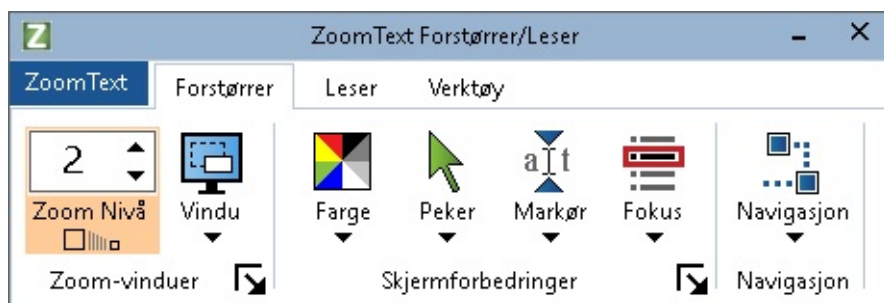 Z ZoomText Forstørrer/Leser
ZoomText Forstørrer Leser Verktøy
2 a t
Zoom Nivå Vindu Farge Peker Markør Fokus Navigasjon
Zoom-vinduer Skjermforbedringer Navigasjon